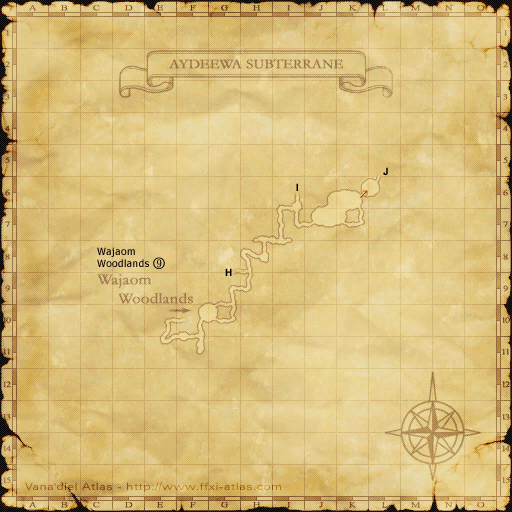 A B C D E F G H I J K L M N O
AYDEEWA SUBTERRANE
1
2
3
4
5
6
7
8
9
10
11
12
13
14
15
J
I
Wajaom
Woodlands ⑨
H
Wajaom
Woodlands
Vana'diel Atlas - http://www.ffxi-atlas.com
A B C D E F G H I J K L M N O